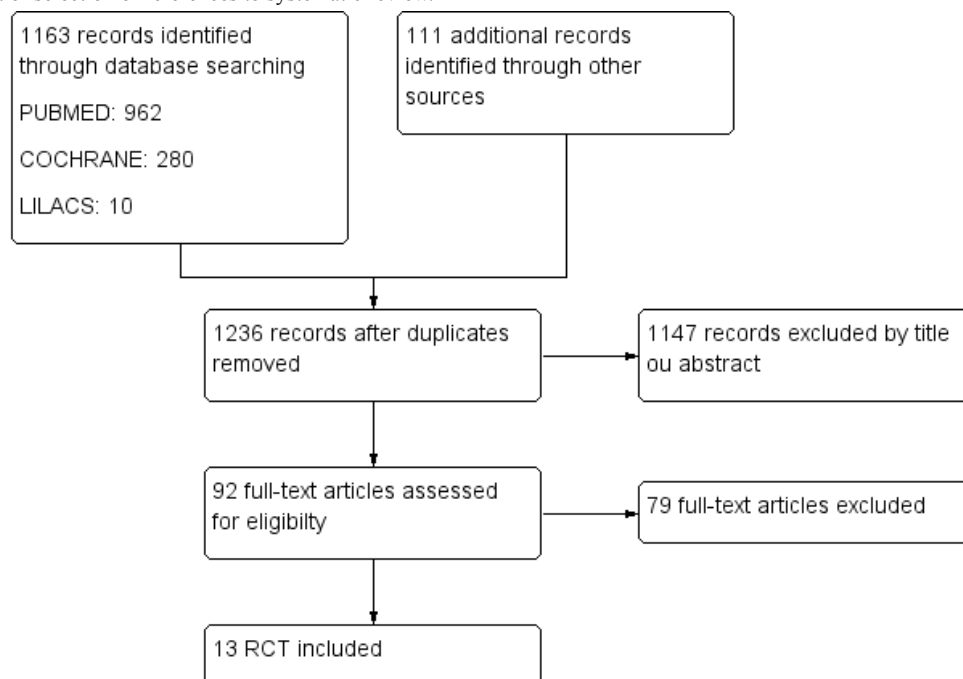 1163 records identified
through database searching
PUBMED: 962
COCHRANE: 280
LILACS: 10
111 additional records
identified through other
sources
1236 records after duplicates
removed
1147 records excluded by title
ou abstract
92 full-text articles assessed
for eligibilty
79 full-text articles excluded
13 RCT included